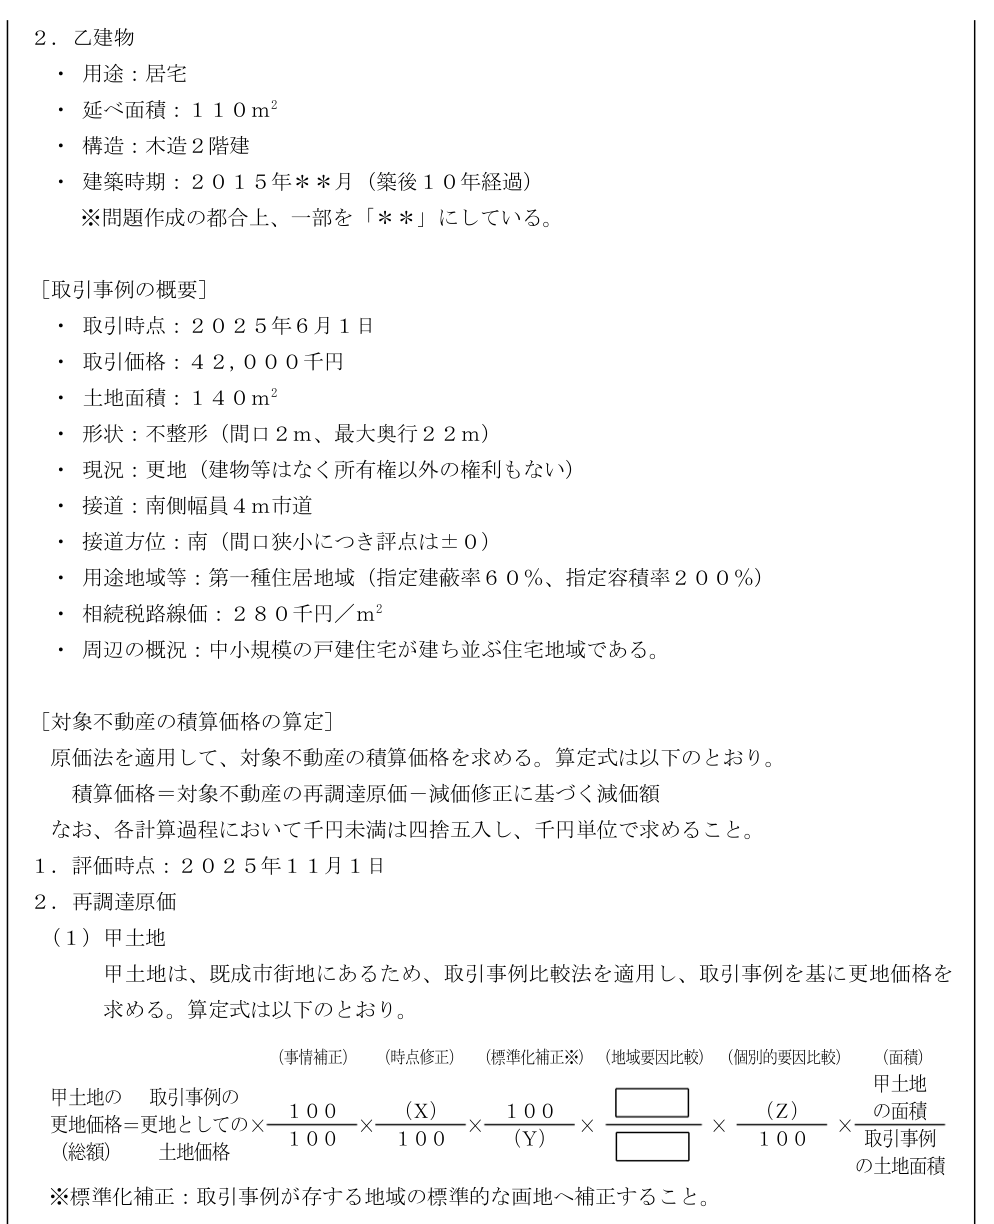 ２．乙建物
・ 用途：居宅
・ 延べ面積：１１０ｍ²
・ 構造：木造２階建
・ 建築時期：２０１５年＊＊月（築後１０年経過）
※問題作成の都合上、一部を「＊＊」にしている。
［取引事例の概要］
・ 取引時点：２０２５年６月１日
・ 取引価格：４２，０００千円
・ 土地面積：１４０ｍ²
・ 形状：不整形（間口２ｍ、最大奥行２２ｍ）
・ 現況：更地（建物等はなく所有権以外の権利もない）
・ 接道：南側幅員４ｍ市道
・ 接道方位：南（間口狭小につき評点は±０）
・ 用途地域等：第一種住居地域（指定建蔽率６０％、指定容積率２００％）
・ 相続税路線価：２８０千円／ｍ²
・ 周辺の概況：中小規模の戸建住宅が建ち並ぶ住宅地域である。
［対象不動産の積算価格の算定］
原価法を適用して、対象不動産の積算価格を求める。算定式は以下のとおり。
積算価格＝対象不動産の再調達原価－減価修正に基づく減価額
なお、各計算過程において千円未満は四捨五入し、千円単位で求めること。
１．評価時点：２０２５年１１月１日
２．再調達原価
（１）甲土地
甲土地は、既成市街地にあるため、取引事例比較法を適用し、取引事例を基に更地価格を
求める。算定式は以下のとおり。
（事情補正） （時点修正） （標準化補正※） （地域要因比較） （個別的要因比較） （面積）
甲土地の 取引事例の １００ （Ｘ） １００ （Ｚ） 甲土地の面積
更地価格＝更地としての× × × × × ×
（総額） 土地価格 １００ １００ （Ｙ） １００ 取引事例の土地面積
※標準化補正：取引事例が存する地域の標準的な画地へ補正すること。